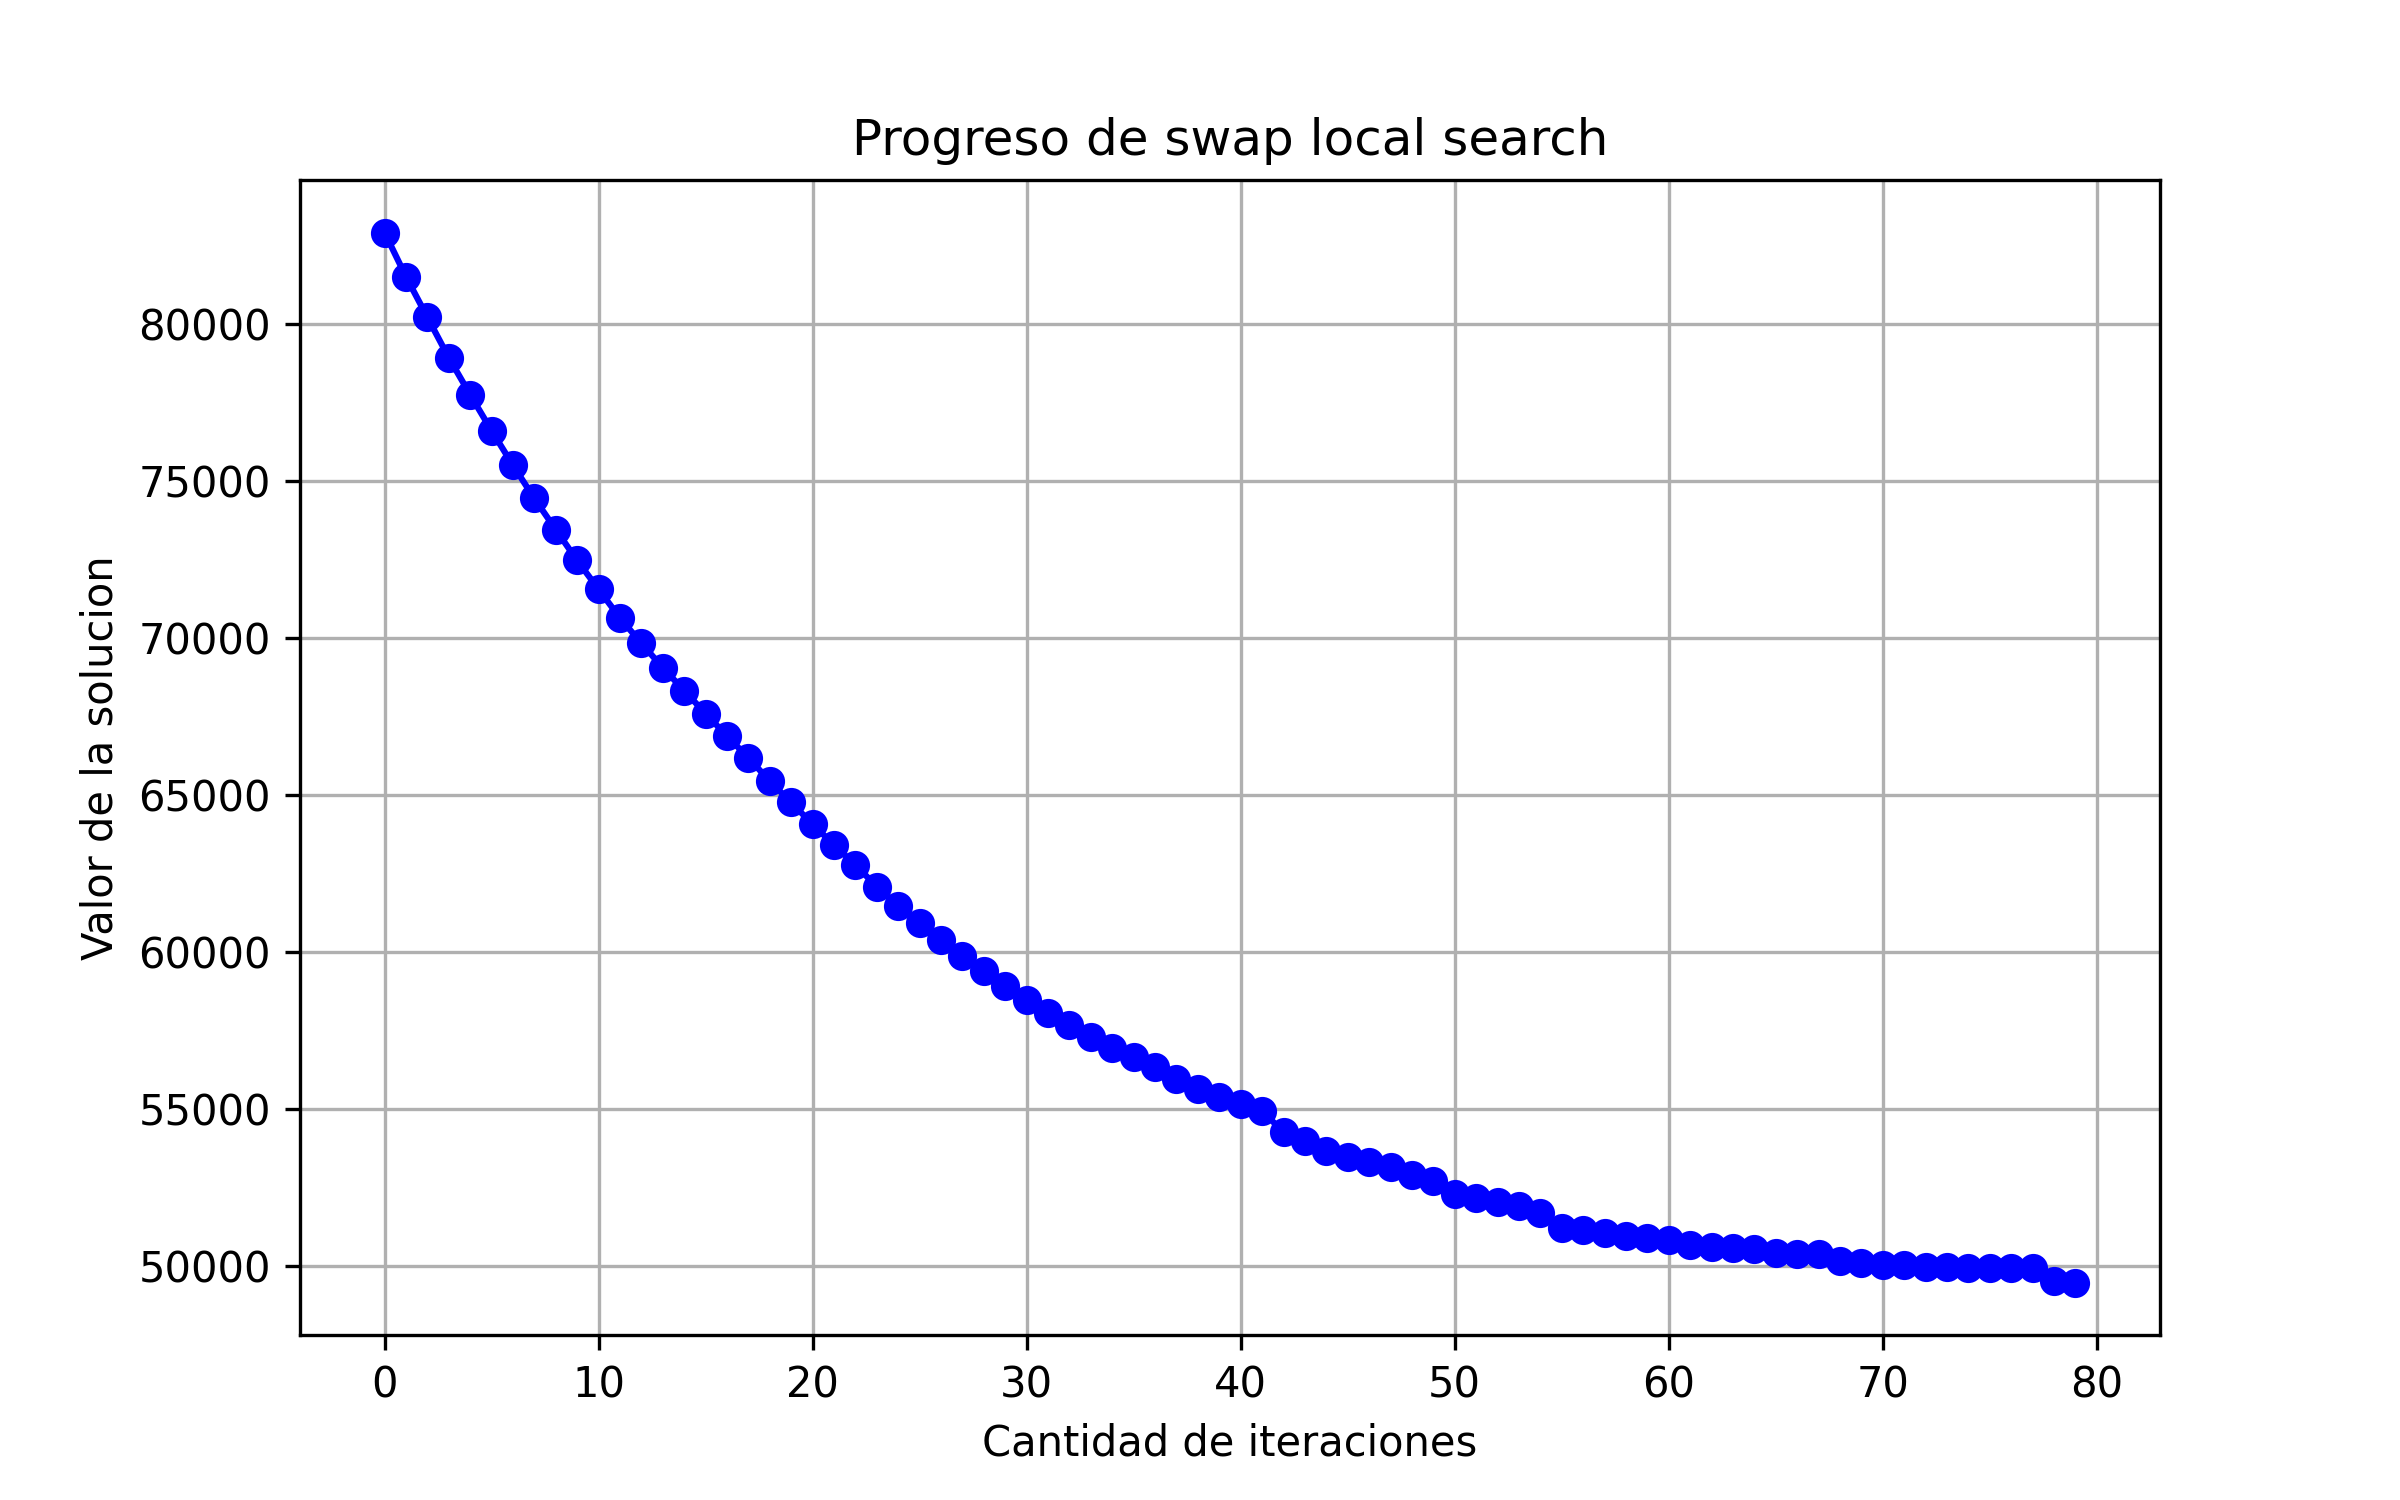 Progreso de swap local search
Valor de la solucion
80000
75000
70000
65000
60000
55000
50000
0 10 20 30 40 50 60 70 80
Cantidad de iteraciones